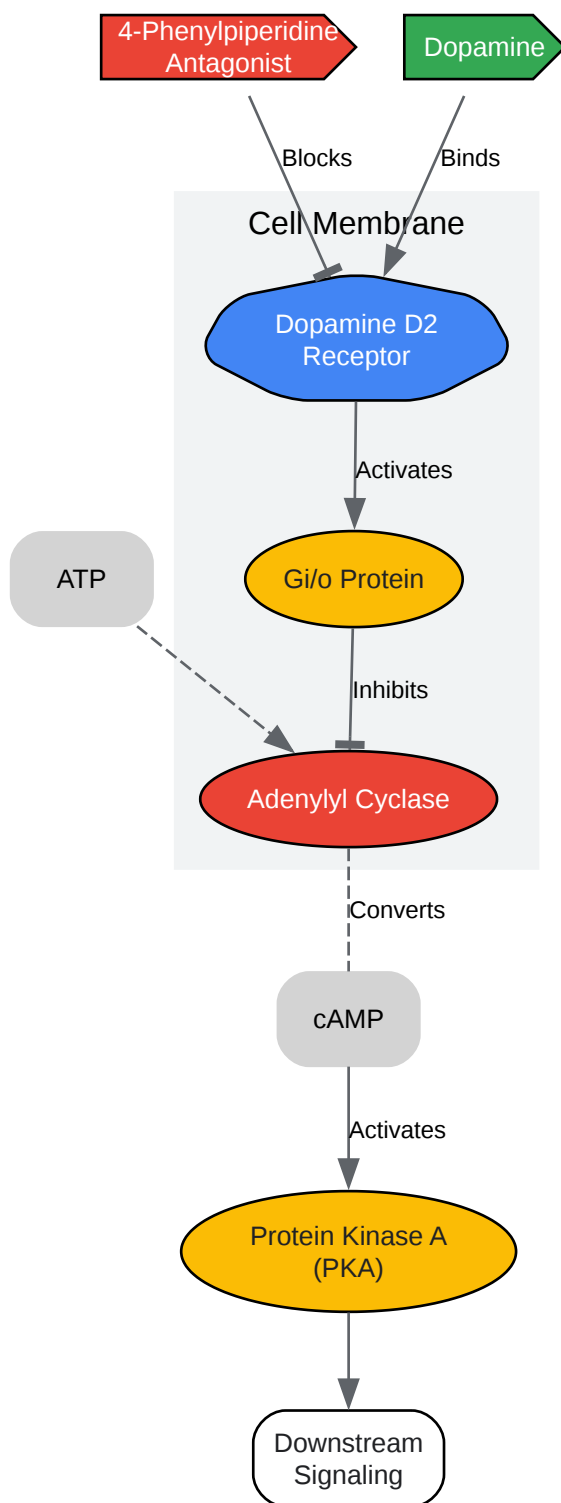 4-Phenylpiperidine
Antagonist
Dopamine
Blocks
Binds
Cell Membrane
Dopamine D2
Receptor
Activates
ATP
Gi/o Protein
Inhibits
Adenylyl Cyclase
Converts
cAMP
Activates
Protein Kinase A
(PKA)
Downstream
Signaling